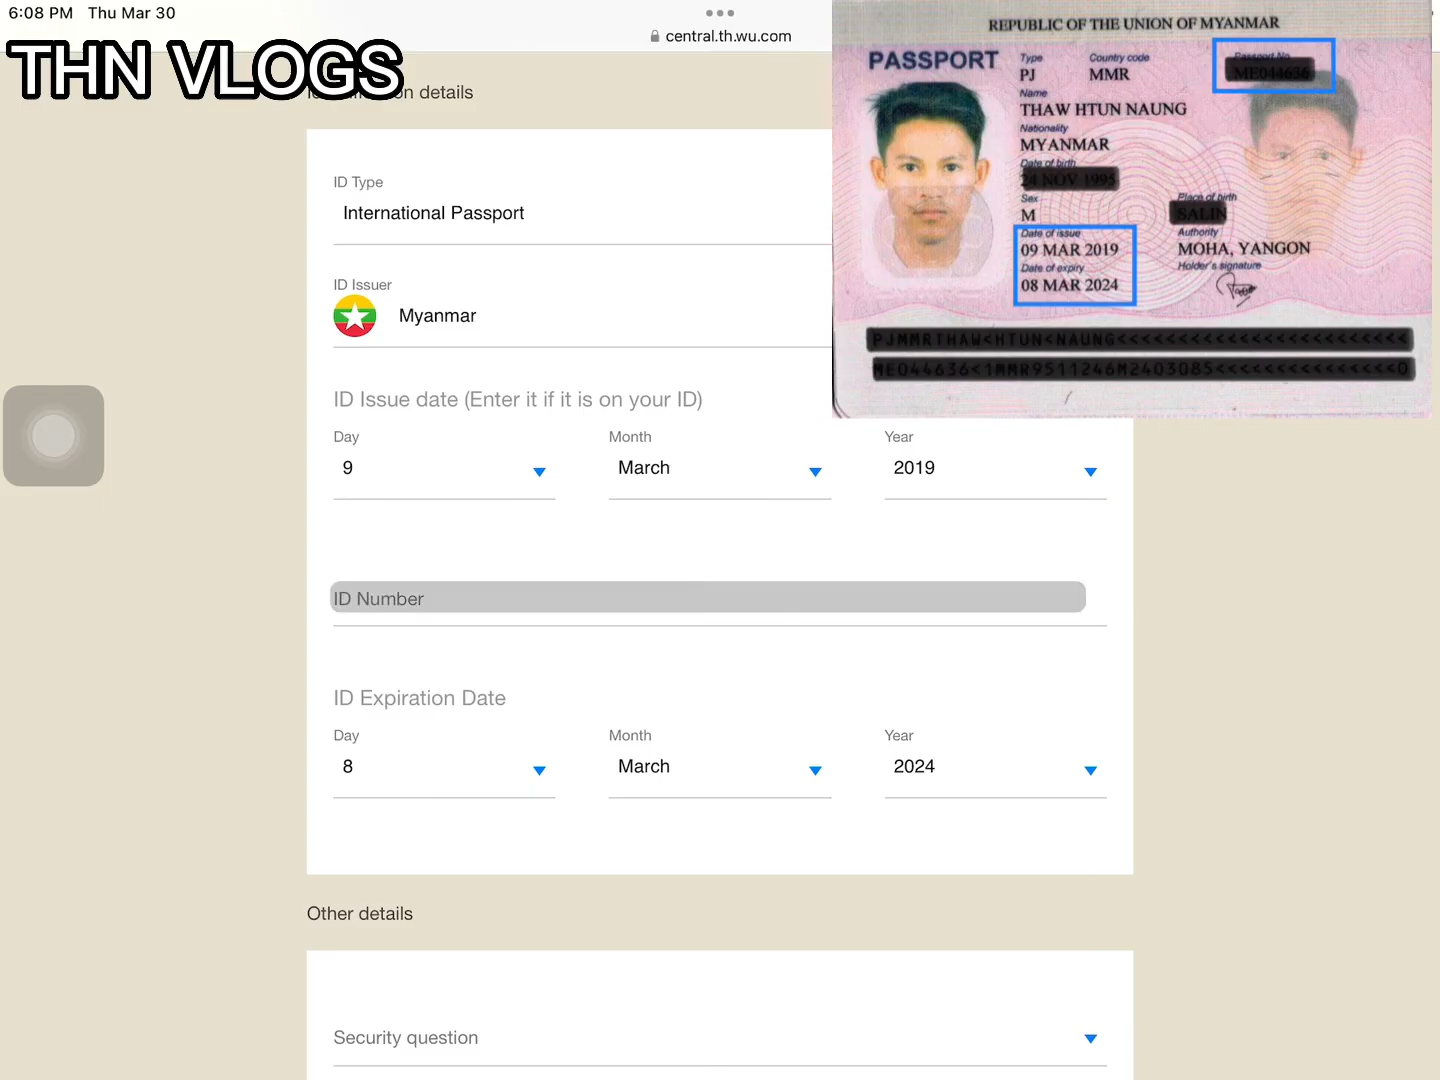 6:08 PM Thu Mar 30
central.th.wu.com
THN VLOGS
details
ID Type
International Passport
ID Issuer
Myanmar
ID Issue date (Enter it if it is on your ID)
Day
Month
Year
9
March
2019
ID Number
ID Expiration Date
Day
Month
Year
8
March
2024
Other details
Security question
REPUBLIC OF THE UNION OF MYANMAR
PASSPORT
Type
Country code
Passport No
PJ
MMR
Name
THAW HTUN NAUNG
Nationality
MYANMAR
Date of birth
Sex
Place of birth
M
Date of issue
Authority
09 MAR 2019
MOHA, YANGON
Date of expiry
Holder's signature
08 MAR 2024